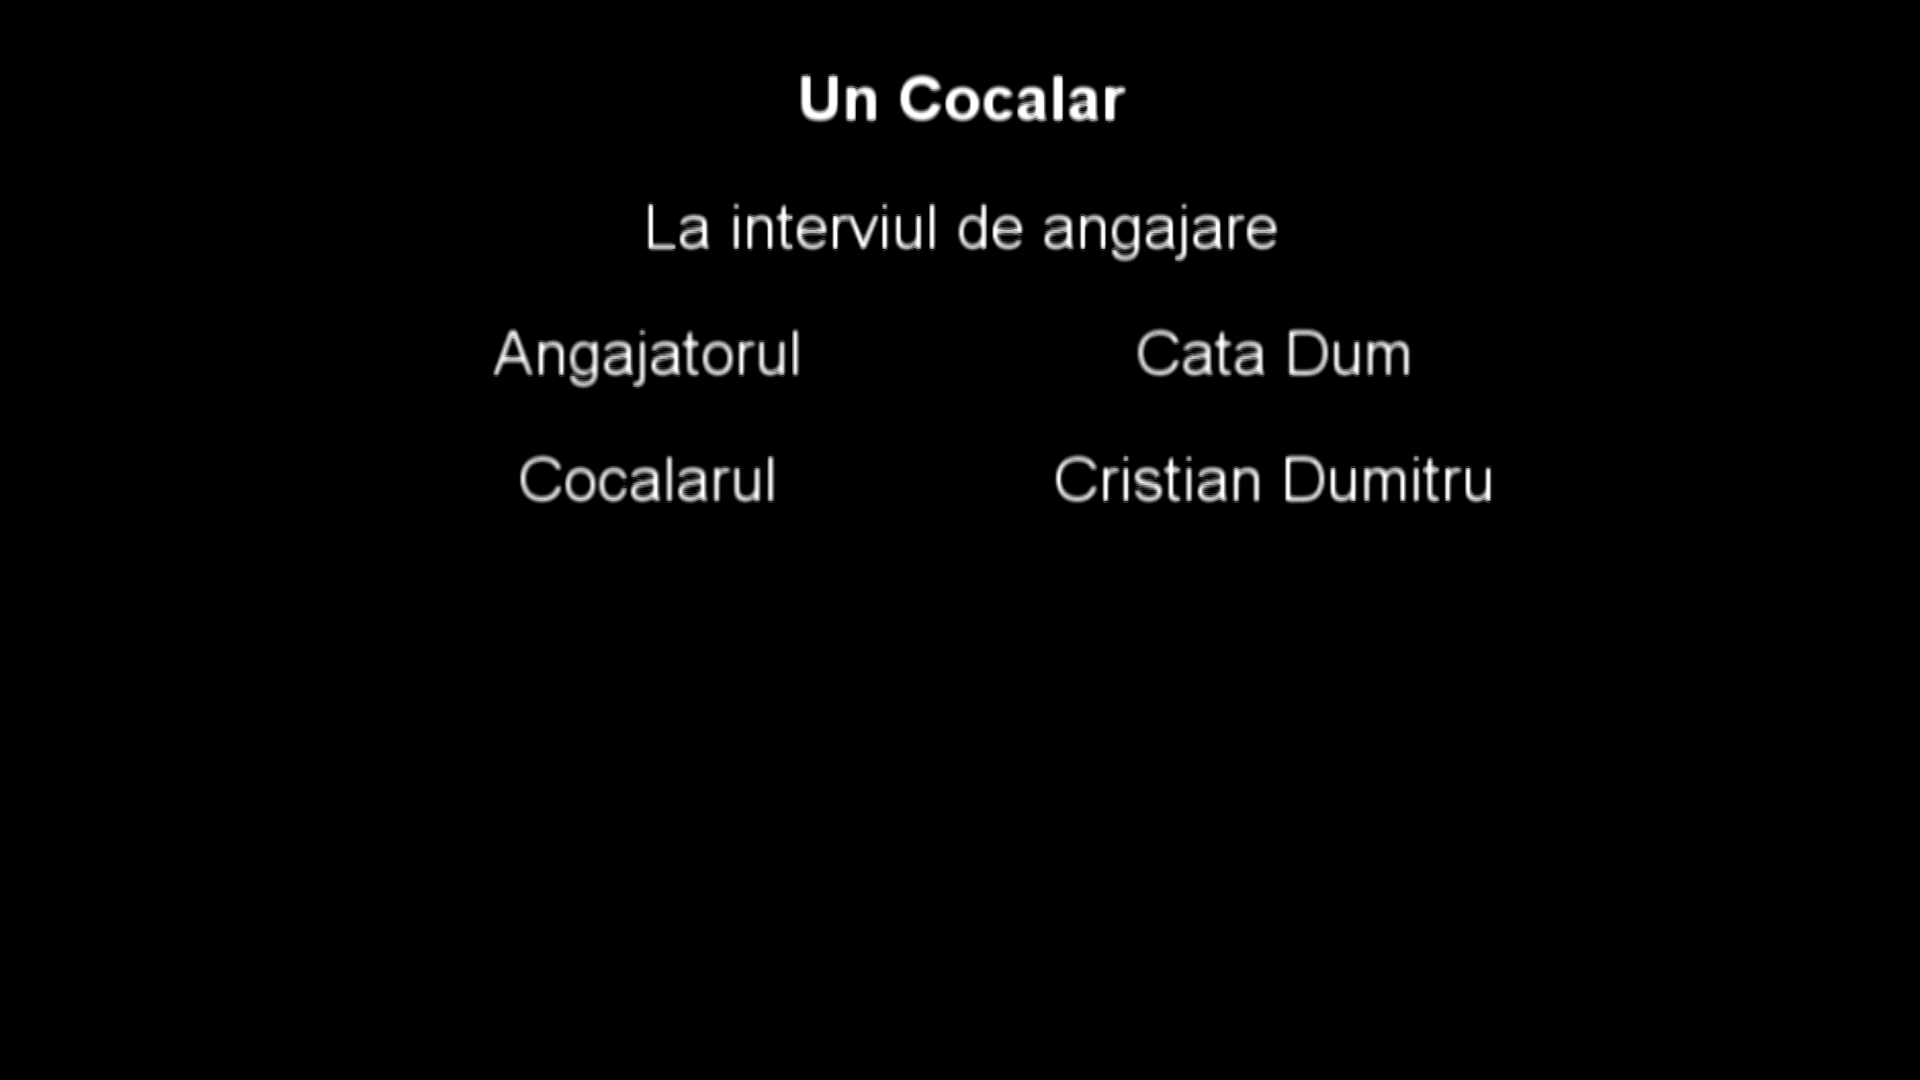 Un Cocalar
La interviul de angajare
Angajatorul Cata Dum
Cocalarul Cristian Dumitru